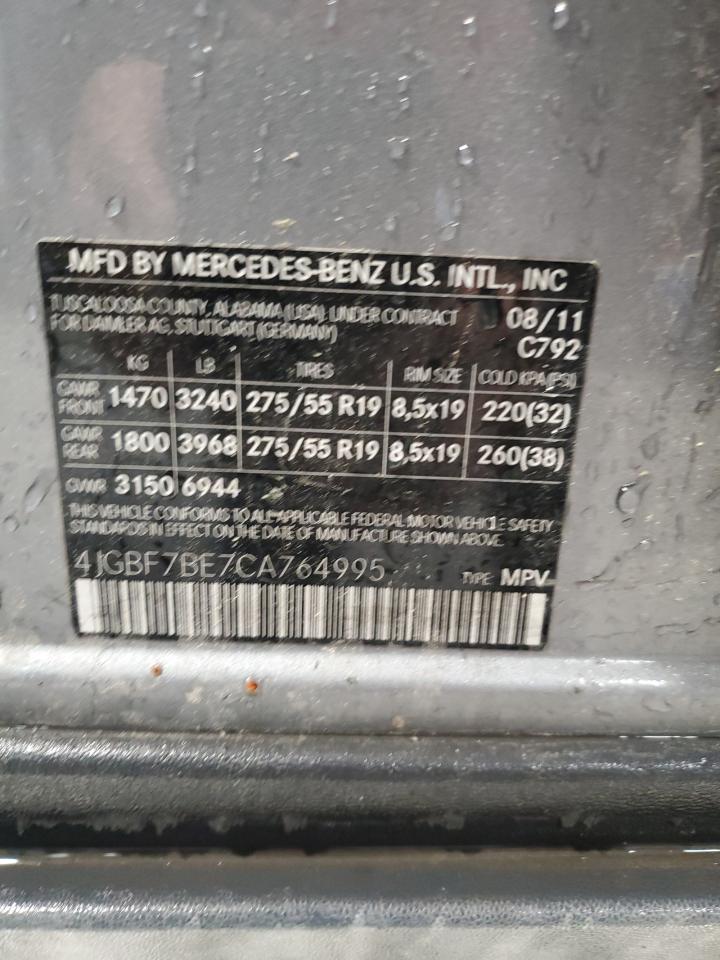 MFD BY MERCEDES-BENZ U.S. INTL., INC
TUSCALOOSA COUNTY, ALABAMA (USA), UNDER CONTRACT 08/11
FOR DAIMLER AG, STUTTGART (GERMANY) C792
KG LB TIRES RIM SIZE COLD KPA(PSI)
GAWR FRONT 1470 3240 275/55 R19 8,5x19 220(32)
GAWR REAR 1800 3968 275/55 R19 8,5x19 260(38)
GVWR 3150 6944
THIS VEHICLE CONFORMS TO ALL APPLICABLE FEDERAL MOTOR VEHICLE SAFETY
STANDARDS IN EFFECT ON THE DATE OF MANUFACTURE SHOWN ABOVE
4JGBF7BE7CA764995 TYPE: MPV